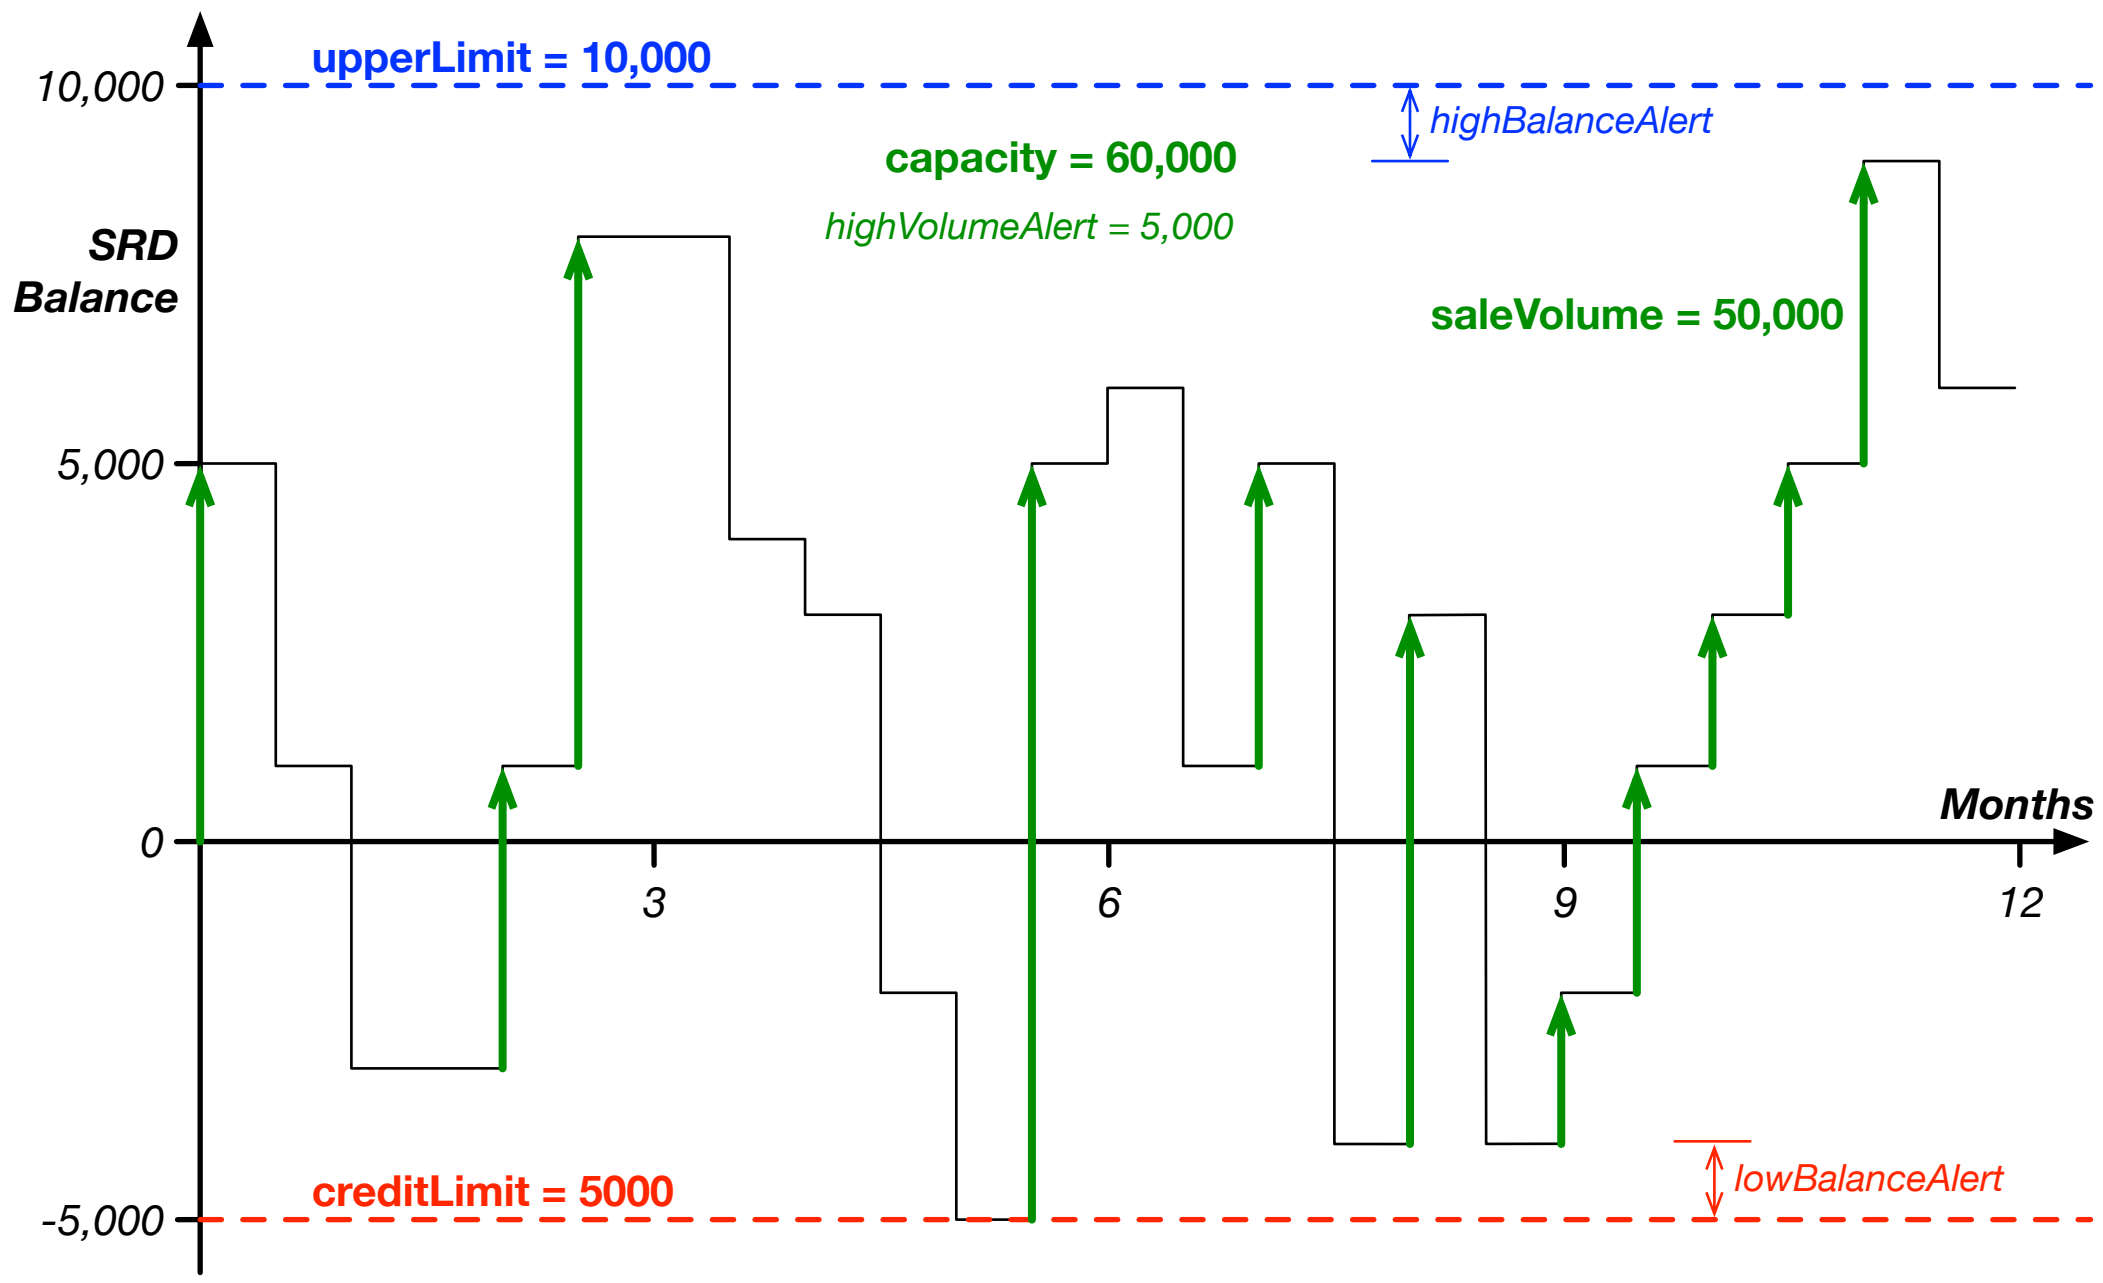 upperLimit = 10,000
10,000
highBalanceAlert
capacity = 60,000
highVolumeAlert = 5,000
SRD
Balance
saleVolume = 50,000
5,000
Months
0
3
6
9
12
creditLimit = 5000
lowBalanceAlert
-5,000